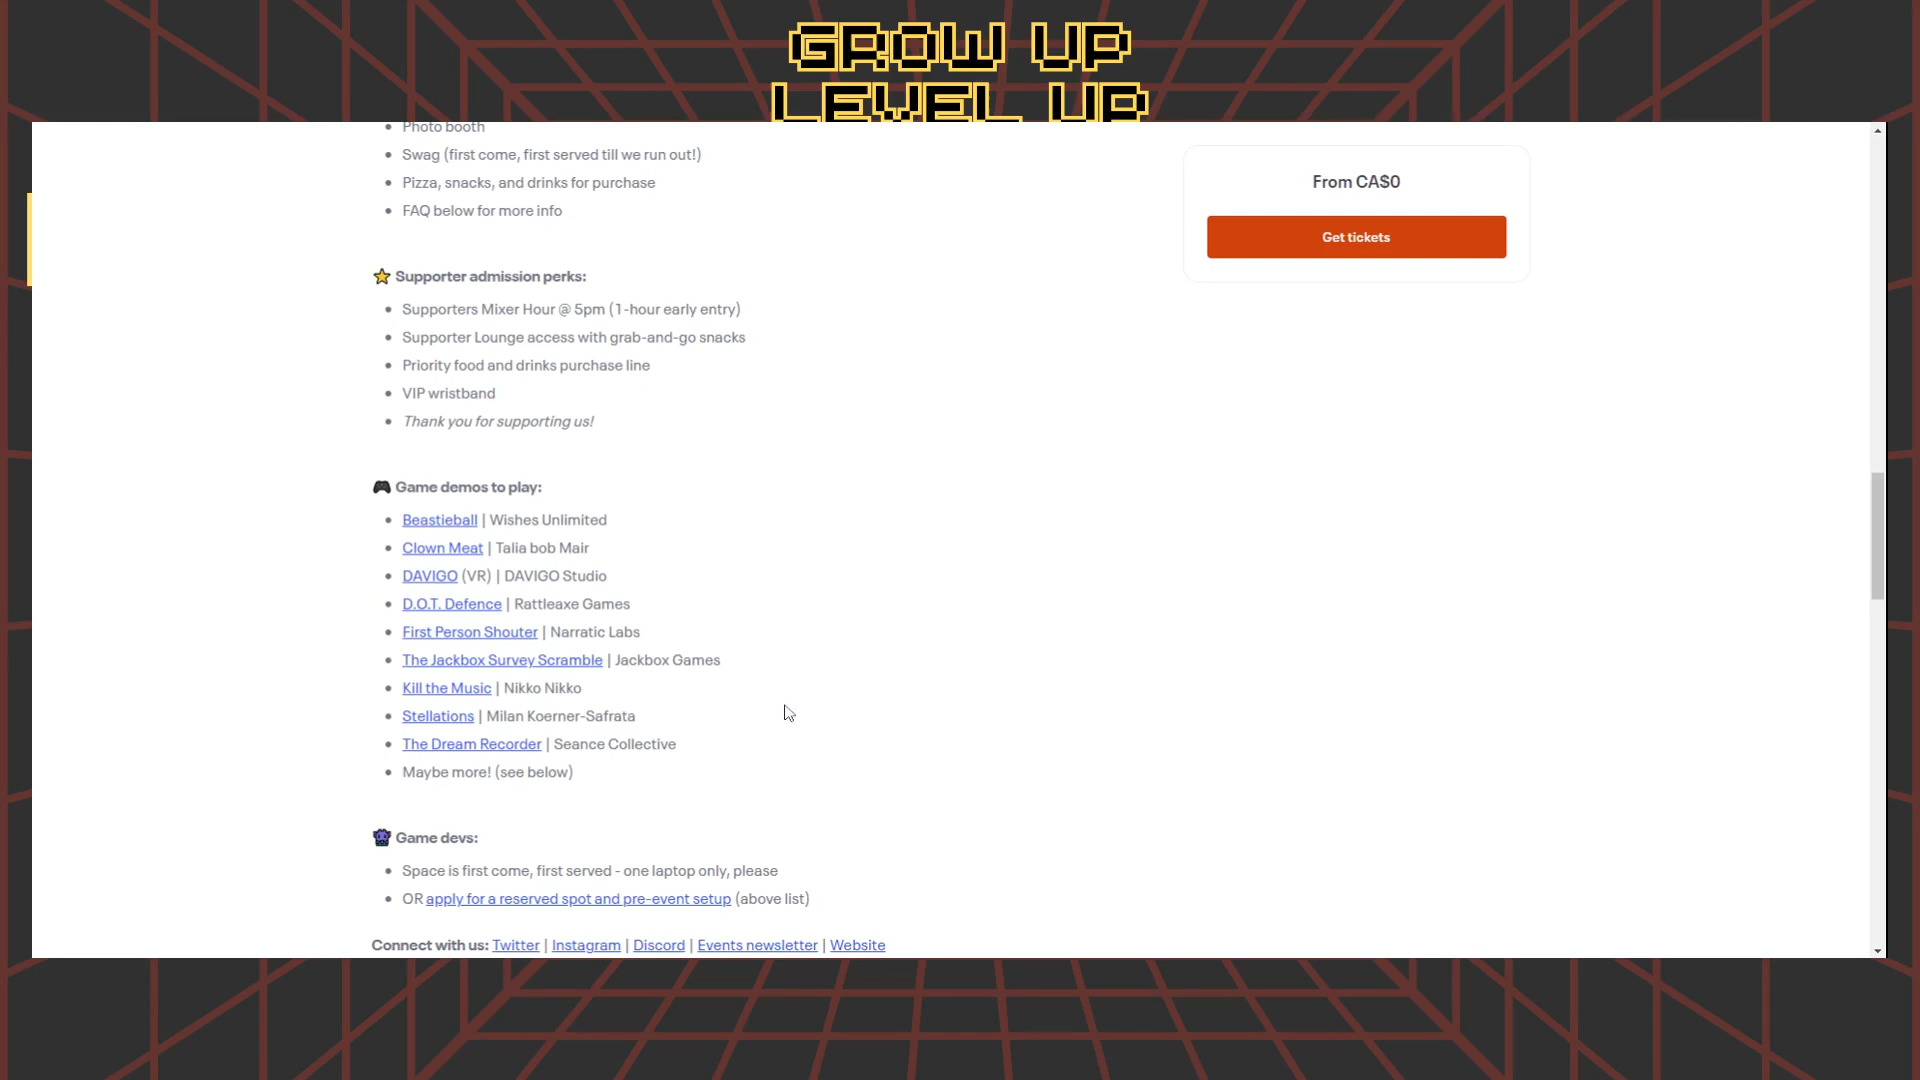 GROW UP
LEVEL UP
Photo booth
Swag (first come, first served till we run out!)
Pizza, snacks, and drinks for purchase
FAQ below for more info
From CA$0
Get tickets
Supporter admission perks:
Supporters Mixer Hour @ 5pm (1-hour early entry)
Supporter Lounge access with grab-and-go snacks
Priority food and drinks purchase line
VIP wristband
Thank you for supporting us!
Game demos to play:
Beastieball | Wishes Unlimited
Clown Meat | Talia bob Mair
DAVIGO (VR) | DAVIGO Studio
D.O.T. Defence | Rattleaxe Games
First Person Shouter | Narratic Labs
The Jackbox Survey Scramble | Jackbox Games
Kill the Music | Nikko Nikko
Stellations | Milan Koerner-Safrata
The Dream Recorder | Seance Collective
Maybe more! (see below)
Game devs:
Space is first come, first served - one laptop only, please
OR apply for a reserved spot and pre-event setup (above list)
Connect with us: Twitter | Instagram | Discord | Events newsletter | Website